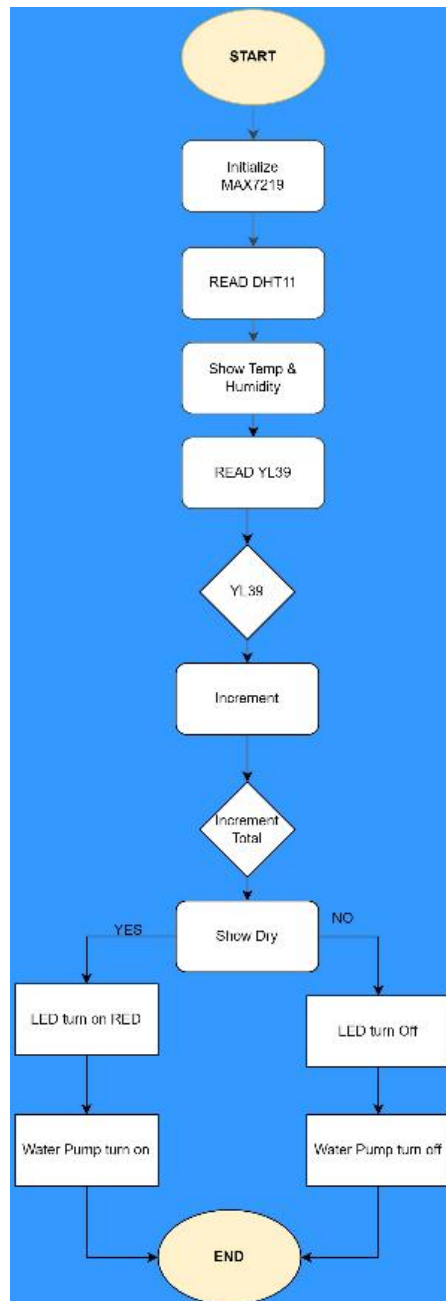 START
Initialize
MAX7219
READ DHT11
Show Temp &
Humidity
READ YL39
YL39
Increment
Increment
Total
Show Dry
YES
NO
LED turn on RED
LED turn Off
Water Pump turn on
Water Pump turn off
END